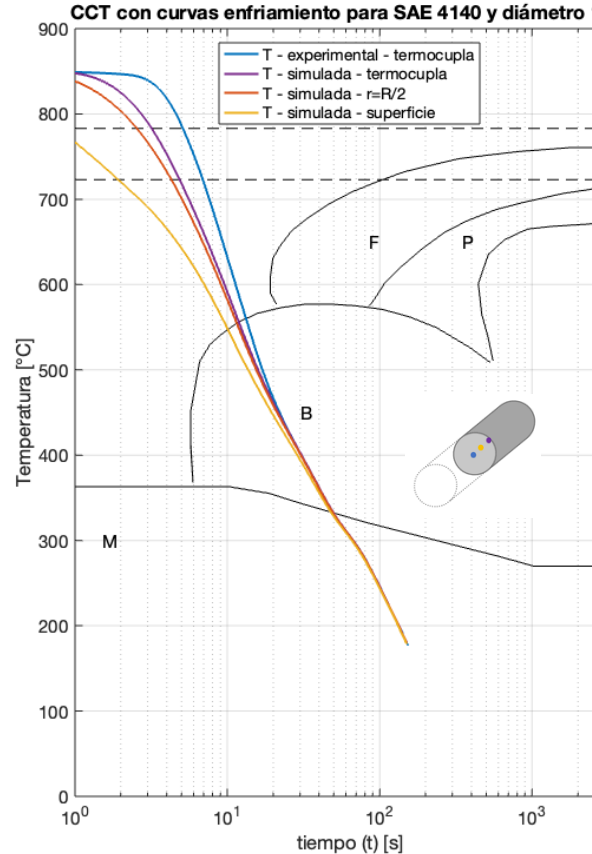 CCT con curvas enfriamiento para SAE 4140 y diámetro
T - experimental - termocupla
T - simulada - termocupla
T - simulada - r=R/2
T - simulada - superficie
900
800
700
600
500
400
300
200
100
0
Temperatura [°C]
F
P
B
M
10^0
10^1
10^2
10^3
tiempo (t) [s]